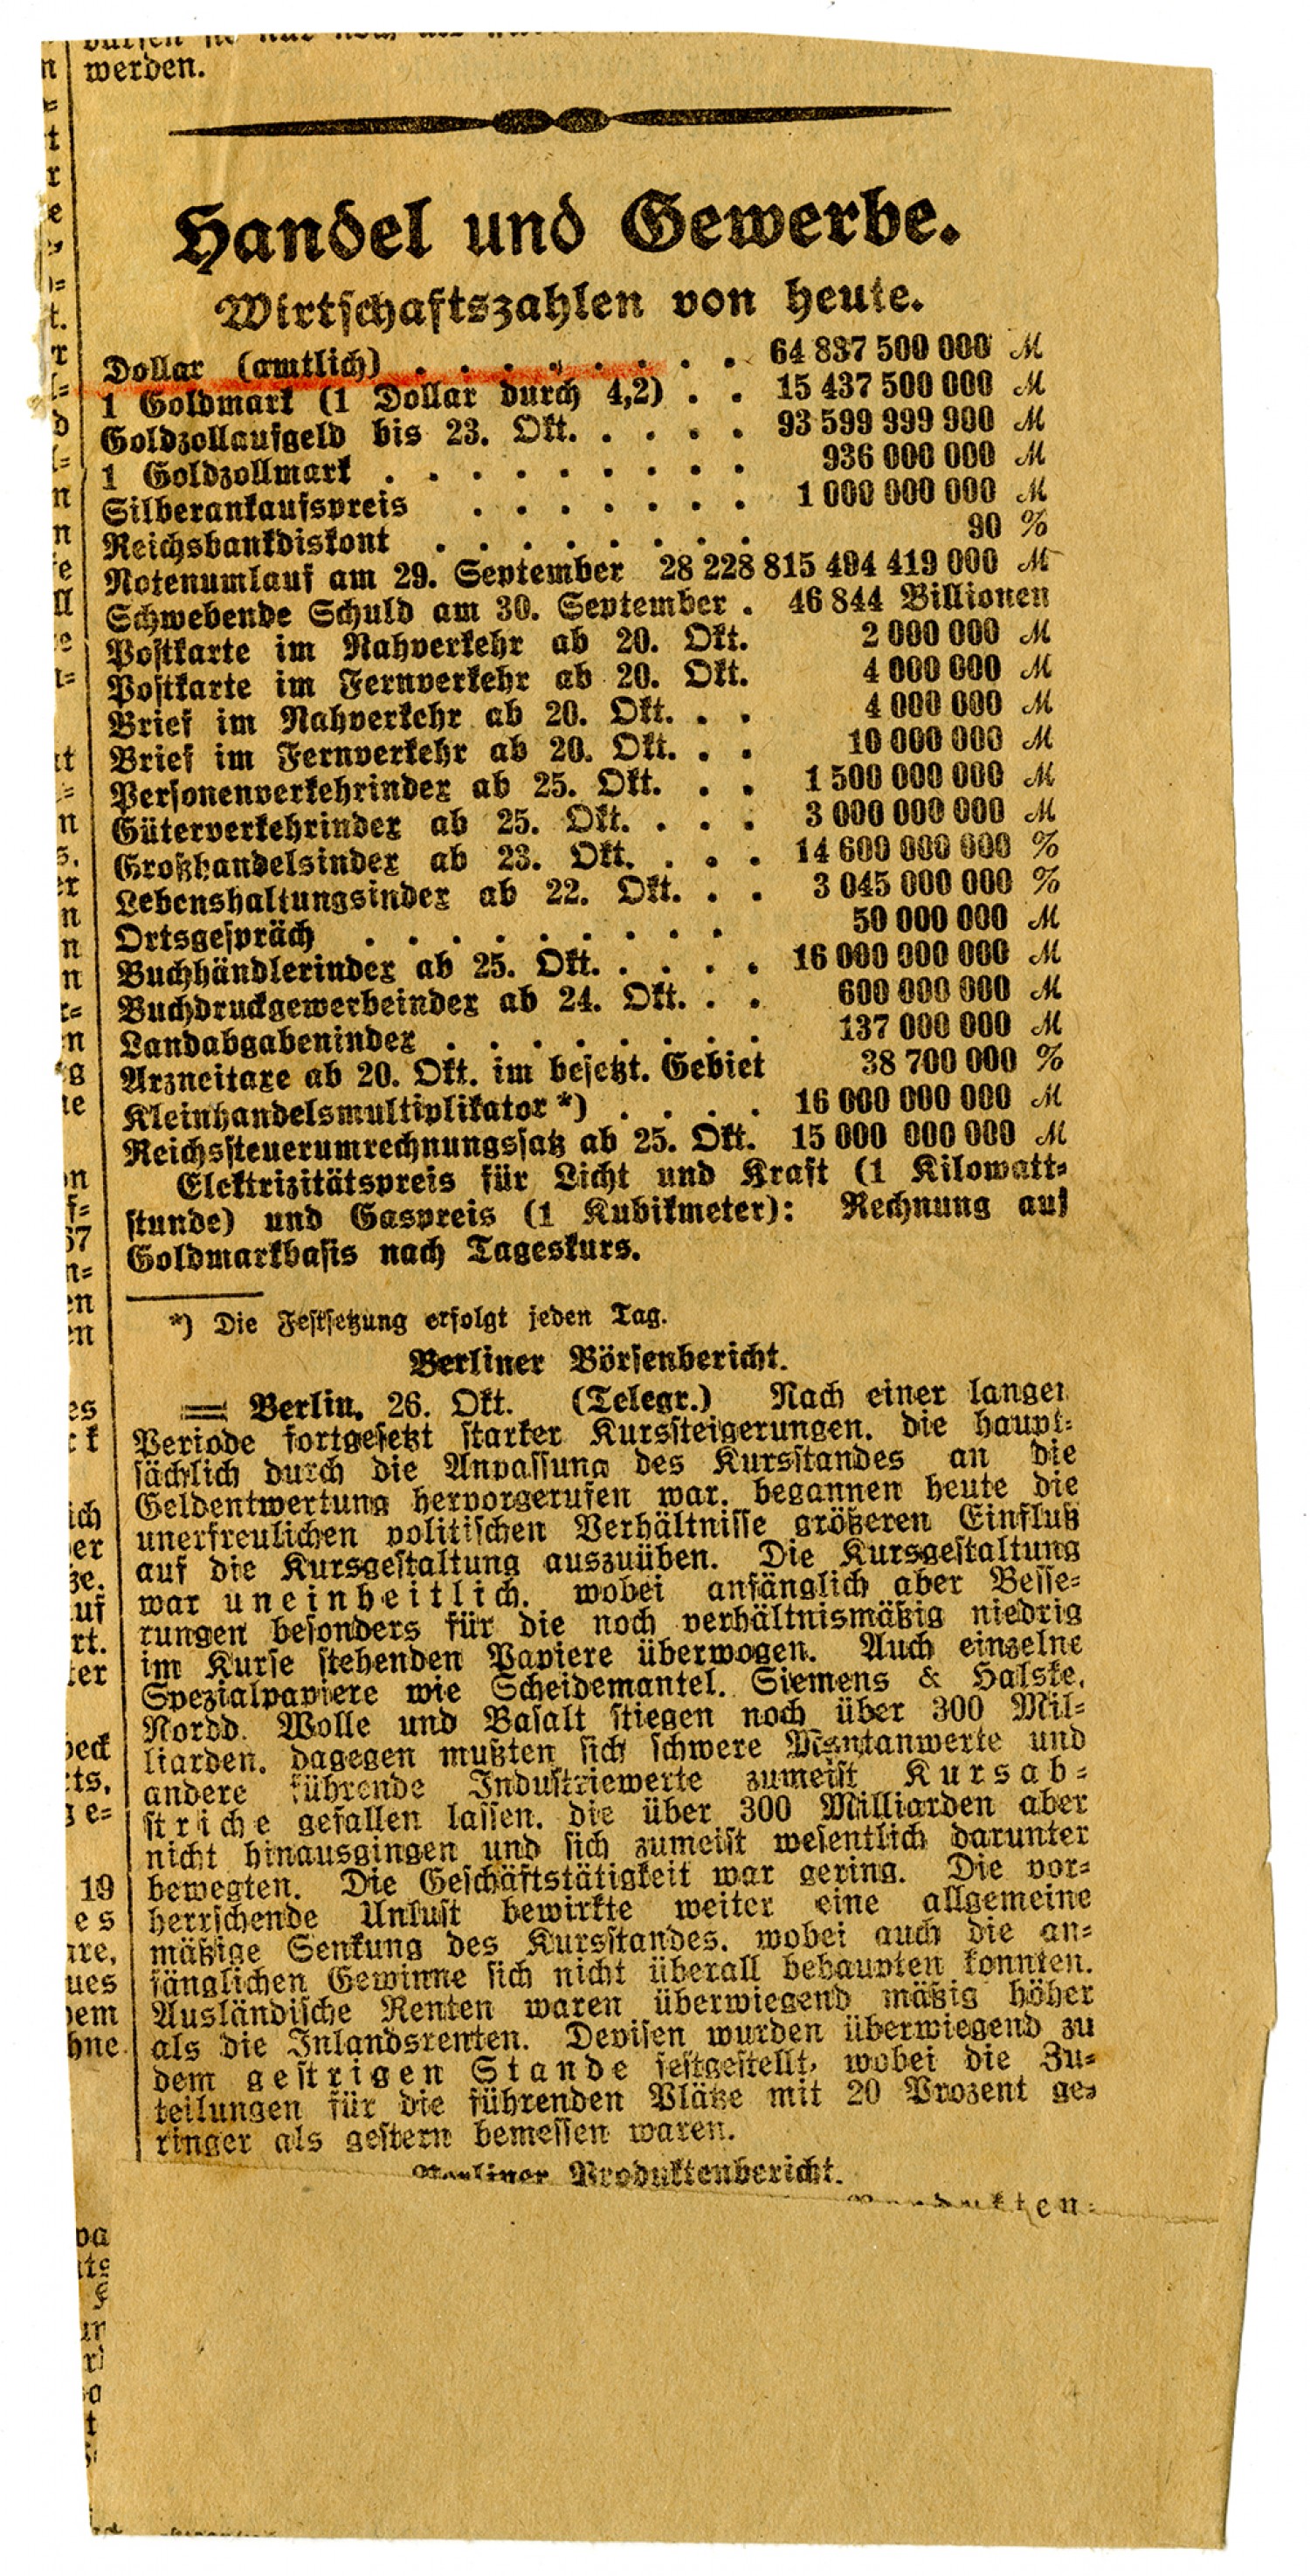 werden.
Handel und Gewerbe.
Wirtschaftszahlen von heute.
Dollar (amtlich) . . . . . . . . . 64 837 500 000 M
1 Goldmark (1 Dollar durch 4,2) . . 15 437 500 000 M
Goldzollaufgeld bis 23. Okt. . . . . 93 599 999 900 M
1 Goldzollmark . . . . . . . . . 936 000 000 M
Silberankaufspreis . . . . . . . 1 000 000 000 M
Reichsbankdiskont . . . . . . . . 90 %
Notenumlauf am 29. September 28 228 815 494 419 000 M
Schwebende Schuld am 30. September . 46 844 Billionen
Postkarte im Nahverkehr ab 20. Okt. 2 000 000 M
Postkarte im Fernverkehr ab 20. Okt. 4 000 000 M
Brief im Nahverkehr ab 20. Okt. . . 4 000 000 M
Brief im Fernverkehr ab 20. Okt. . . 10 000 000 M
Personenverkehrindex ab 25. Okt. . . 1 500 000 000 M
Güterverkehrindex ab 25. Okt. . . . 3 000 000 000 M
Großhandelsindex ab 23. Okt. . . . 14 600 000 000 %
Lebenshaltungsindex ab 22. Okt. . . 3 045 000 000 %
Ortsgespräch . . . . . . . . . 50 000 000 M
Buchhändlerindex ab 25. Okt. . . . . 16 000 000 000 M
Buchdruckgewerbeindex ab 24. Okt. . . 600 000 000 M
Landabgabenindex . . . . . . . . 137 000 000 M
Arzneitaxe ab 20. Okt. im besetzt. Gebiet 38 700 000 %
Kleinhandelsmultiplikator *) . . . . 16 000 000 000 M
Reichssteuerumrechnungssatz ab 25. Okt. 15 000 000 000 M
Elektrizitätspreis für Licht und Kraft (1 Kilowatt-
stunde) und Gaspreis (1 Kubikmeter): Rechnung auf
Goldmarkbasis nach Tageskurs.
*) Die Festsetzung erfolgt jeden Tag.
Berliner Börsenbericht.
= Berlin, 26. Okt. (Telegr.) Nach einer langen
Periode fortgesetzt starker Kurssteigerungen, die haupt-
sächlich durch die Anpassung des Kursstandes an die
Geldentwertung hervorgerufen war, begannen heute die
unerfreulichen politischen Verhältnisse größeren Einfluß
auf die Kursgestaltung auszuüben. Die Kursgestaltung
war uneinheitlich, wobei anfänglich aber Besse-
rungen besonders für die noch verhältnismäßig niedrig
im Kurse stehenden Papiere überwogen. Auch einzelne
Spezialpapiere wie Scheidemantel, Siemens & Halske,
Nordd. Wolle und Basalt stiegen noch über 300 Mil-
liarden, dagegen mußten sich schwere Montanwerte und
andere führende Industriewerte zumeist Kursab-
striche gefallen lassen, die über 300 Milliarden aber
nicht hinausgingen und sich zumeist wesentlich darunter
bewegten. Die Geschäftstätigkeit war gering. Die vor-
herrschende Unlust bewirkte weiter eine allgemeine
mäßige Senkung des Kursstandes, wobei auch die an-
fänglichen Gewinne sich nicht überall behaupten konnten.
Ausländische Renten waren überwiegend mäßig höher
als die Inlandsrenten. Devisen wurden überwiegend zu
dem gestrigen Stande festgestellt, wobei die Zu-
teilungen für die führenden Plätze mit 20 Prozent ge-
ringer als gestern bemessen waren.
Berliner Produktenbericht.